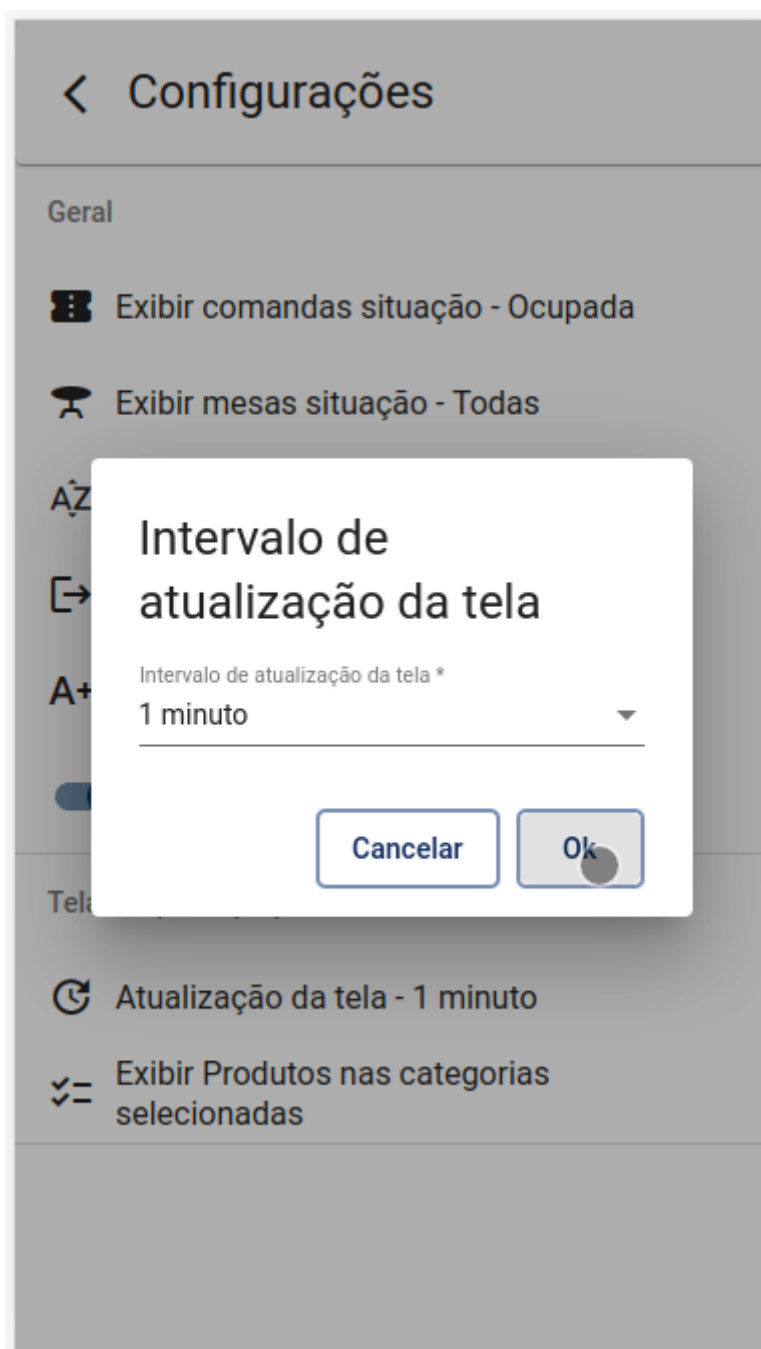 Configurações
Geral
Exibir comandas situação - Ocupada
Exibir mesas situação - Todas
AZ
A+
Intervalo de
atualização da tela
Intervalo de atualização da tela *
1 minuto
Cancelar
Ok
Atualização da tela - 1 minuto
Exibir Produtos nas categorias
selecionadas